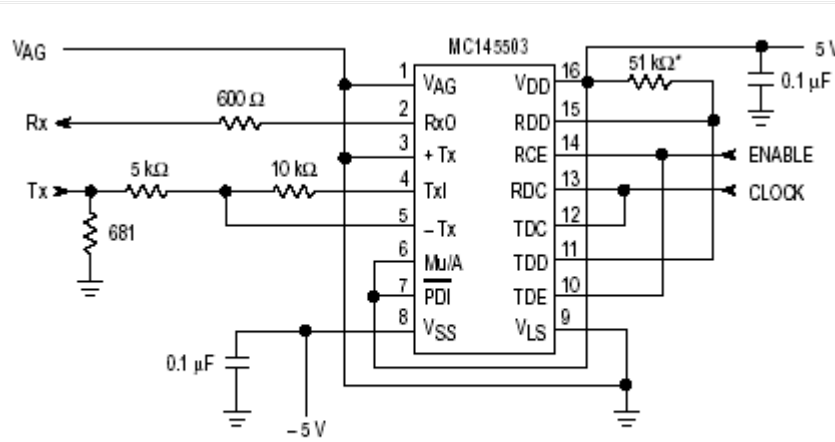 MC145503
VAG
5 V
51 kΩ*
0.1 µF
1 VAG VDD 16
600 Ω
Rx
2 RxO RDD 15
3 + Tx RCE 14
ENABLE
Tx
5 kΩ
10 kΩ
4 TxI RDC 13
CLOCK
681
5 – Tx TDC 12
6 Mu/A TDD 11
7 PDI TDE 10
8 VSS VLS 9
0.1 µF
– 5 V